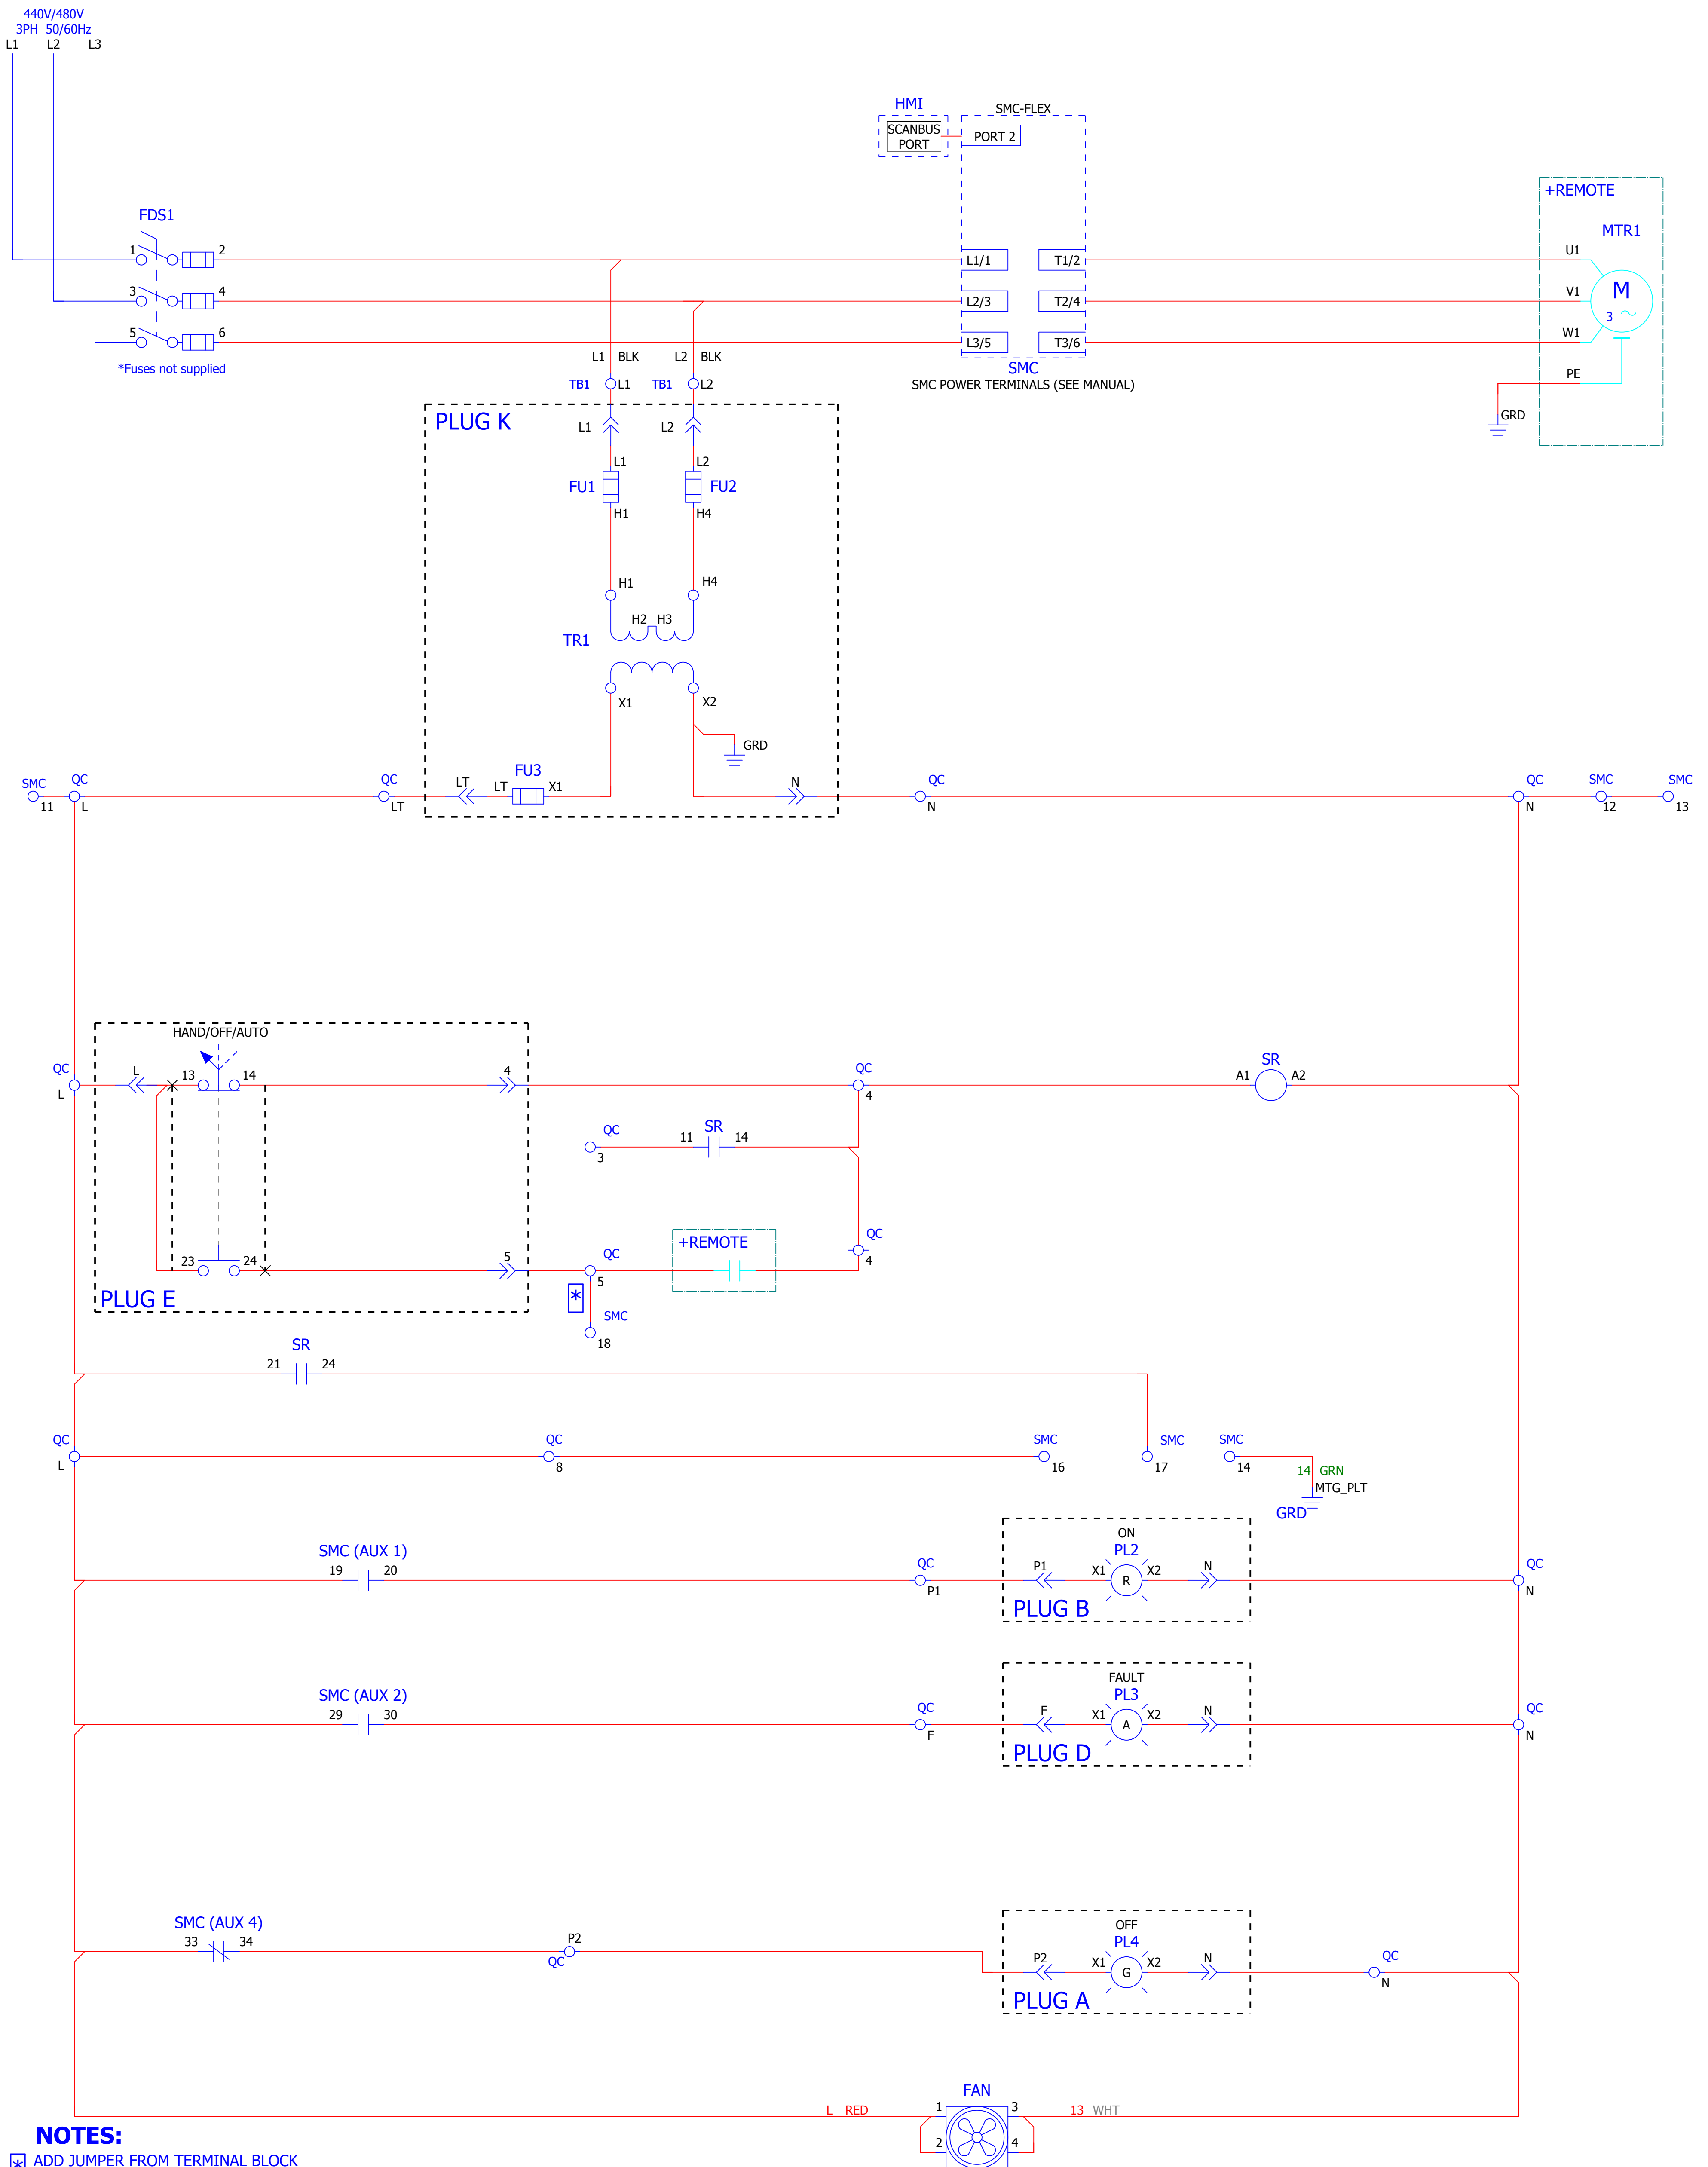 440V/480V
3PH 50/60Hz
L1 L2 L3
HMI
SCANBUS
PORT
SMC-FLEX
PORT 2
+REMOTE
MTR1
FDS1
1 2
L1/1 T1/2
U1
3 4
L2/3 T2/4
V1
M
3
5 6
L3/5 T3/6
W1
*Fuses not supplied
L1 BLK L2 BLK
SMC
SMC POWER TERMINALS (SEE MANUAL)
PE
GRD
TB1 L1 TB1 L2
PLUG K
L1 L2
L1 L2
FU1 FU2
H1 H4
H1 H4
H2 H3
TR1
X1 X2
GRD
SMC QC QC LT LT FU3 X1 N QC QC SMC SMC
11 L LT N N 12 13
HAND/OFF/AUTO
QC L 13 14 4 QC SR
L 4 A1 A2
QC 11 SR 14
3
+REMOTE
QC
4
23 24 5 QC
5
PLUG E
*
SMC
18
SR
21 24
QC QC SMC SMC SMC
L 8 16 17 14
14 GRN
MTG_PLT
GRD
ON
SMC (AUX 1) PL2
19 20 QC P1 X1 R X2 N QC
P1 N
PLUG B
FAULT
SMC (AUX 2) PL3
29 30 QC F X1 A X2 N QC
F N
PLUG D
OFF
SMC (AUX 4) PL4
33 34 P2
QC
P2 X1 G X2 N QC
N
PLUG A
FAN
L RED 1 3 13 WHT
2 4
NOTES:
* ADD JUMPER FROM TERMINAL BLOCK